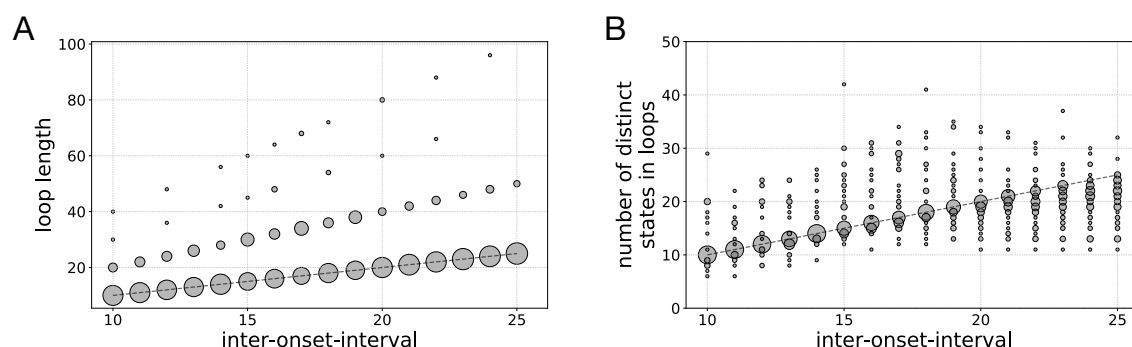 A
100
80
60
40
20
loop length
10
15
20
25
inter-onset-interval
B
50
40
30
20
10
0
number of distinct
states in loops
10
15
20
25
inter-onset-interval